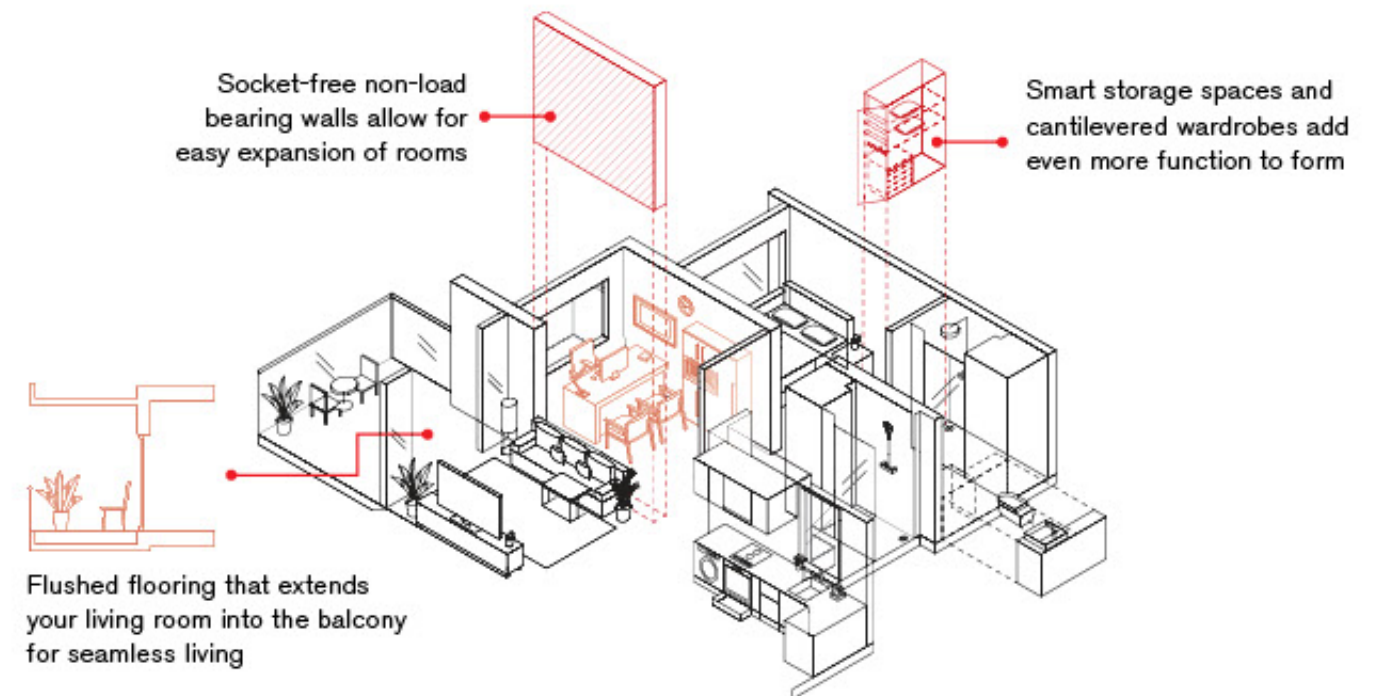 Socket-free non-load
bearing walls allow for
easy expansion of rooms
Smart storage spaces and
cantilevered wardrobes add
even more function to form
Flushed flooring that extends
your living room into the balcony
for seamless living